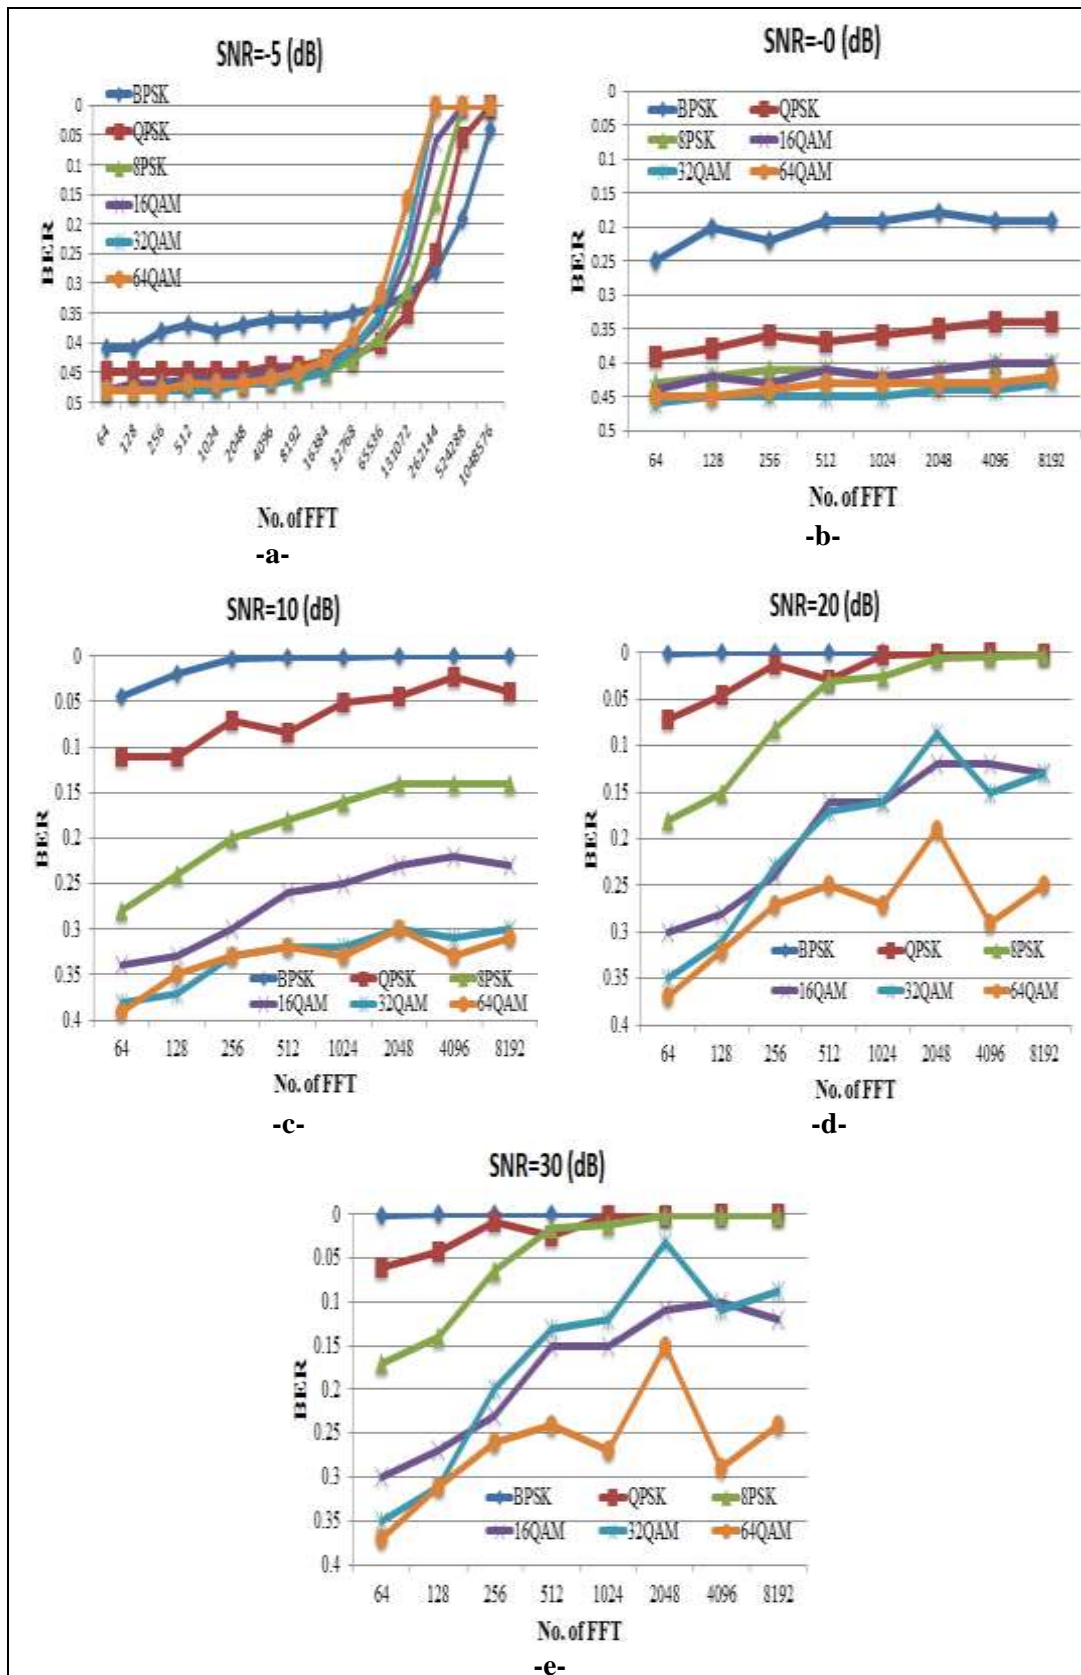 SNR=-5 (dB)
BPSK
QPSK
8PSK
16QAM
32QAM
64QAM
0
0.05
0.1
0.15
0.2
0.25
0.3
0.35
0.4
0.45
0.5
BER
64
128
256
512
1024
2048
4096
8192
16384
32768
65536
131072
262144
524288
1048576
No. of FFT
-a-
SNR=-0 (dB)
BPSK QPSK
8PSK 16QAM
32QAM 64QAM
0
0.05
0.1
0.15
0.2
0.25
0.3
0.35
0.4
0.45
0.5
BER
64 128 256 512 1024 2048 4096 8192
No. of FFT
-b-
SNR=10 (dB)
0
0.05
0.1
0.15
0.2
0.25
0.3
0.35
0.4
BER
BPSK QPSK 8PSK
16QAM 32QAM 64QAM
64 128 256 512 1024 2048 4096 8192
No. of FFT
-c-
SNR=20 (dB)
0
0.05
0.1
0.15
0.2
0.25
0.3
0.35
0.4
BER
BPSK QPSK 8PSK
16QAM 32QAM 64QAM
64 128 256 512 1024 2048 4096 8192
No. of FFT
-d-
SNR=30 (dB)
0
0.05
0.1
0.15
0.2
0.25
0.3
0.35
0.4
BER
BPSK QPSK 8PSK
16QAM 32QAM 64QAM
64 128 256 512 1024 2048 4096 8192
No. of FFT
-e-